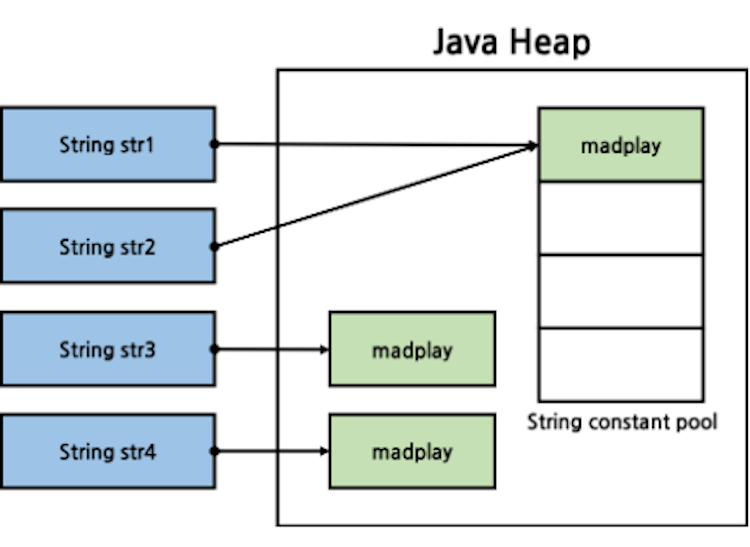 Java Heap
String str1
madplay
String str2
String str3
madplay
String constant pool
String str4
madplay